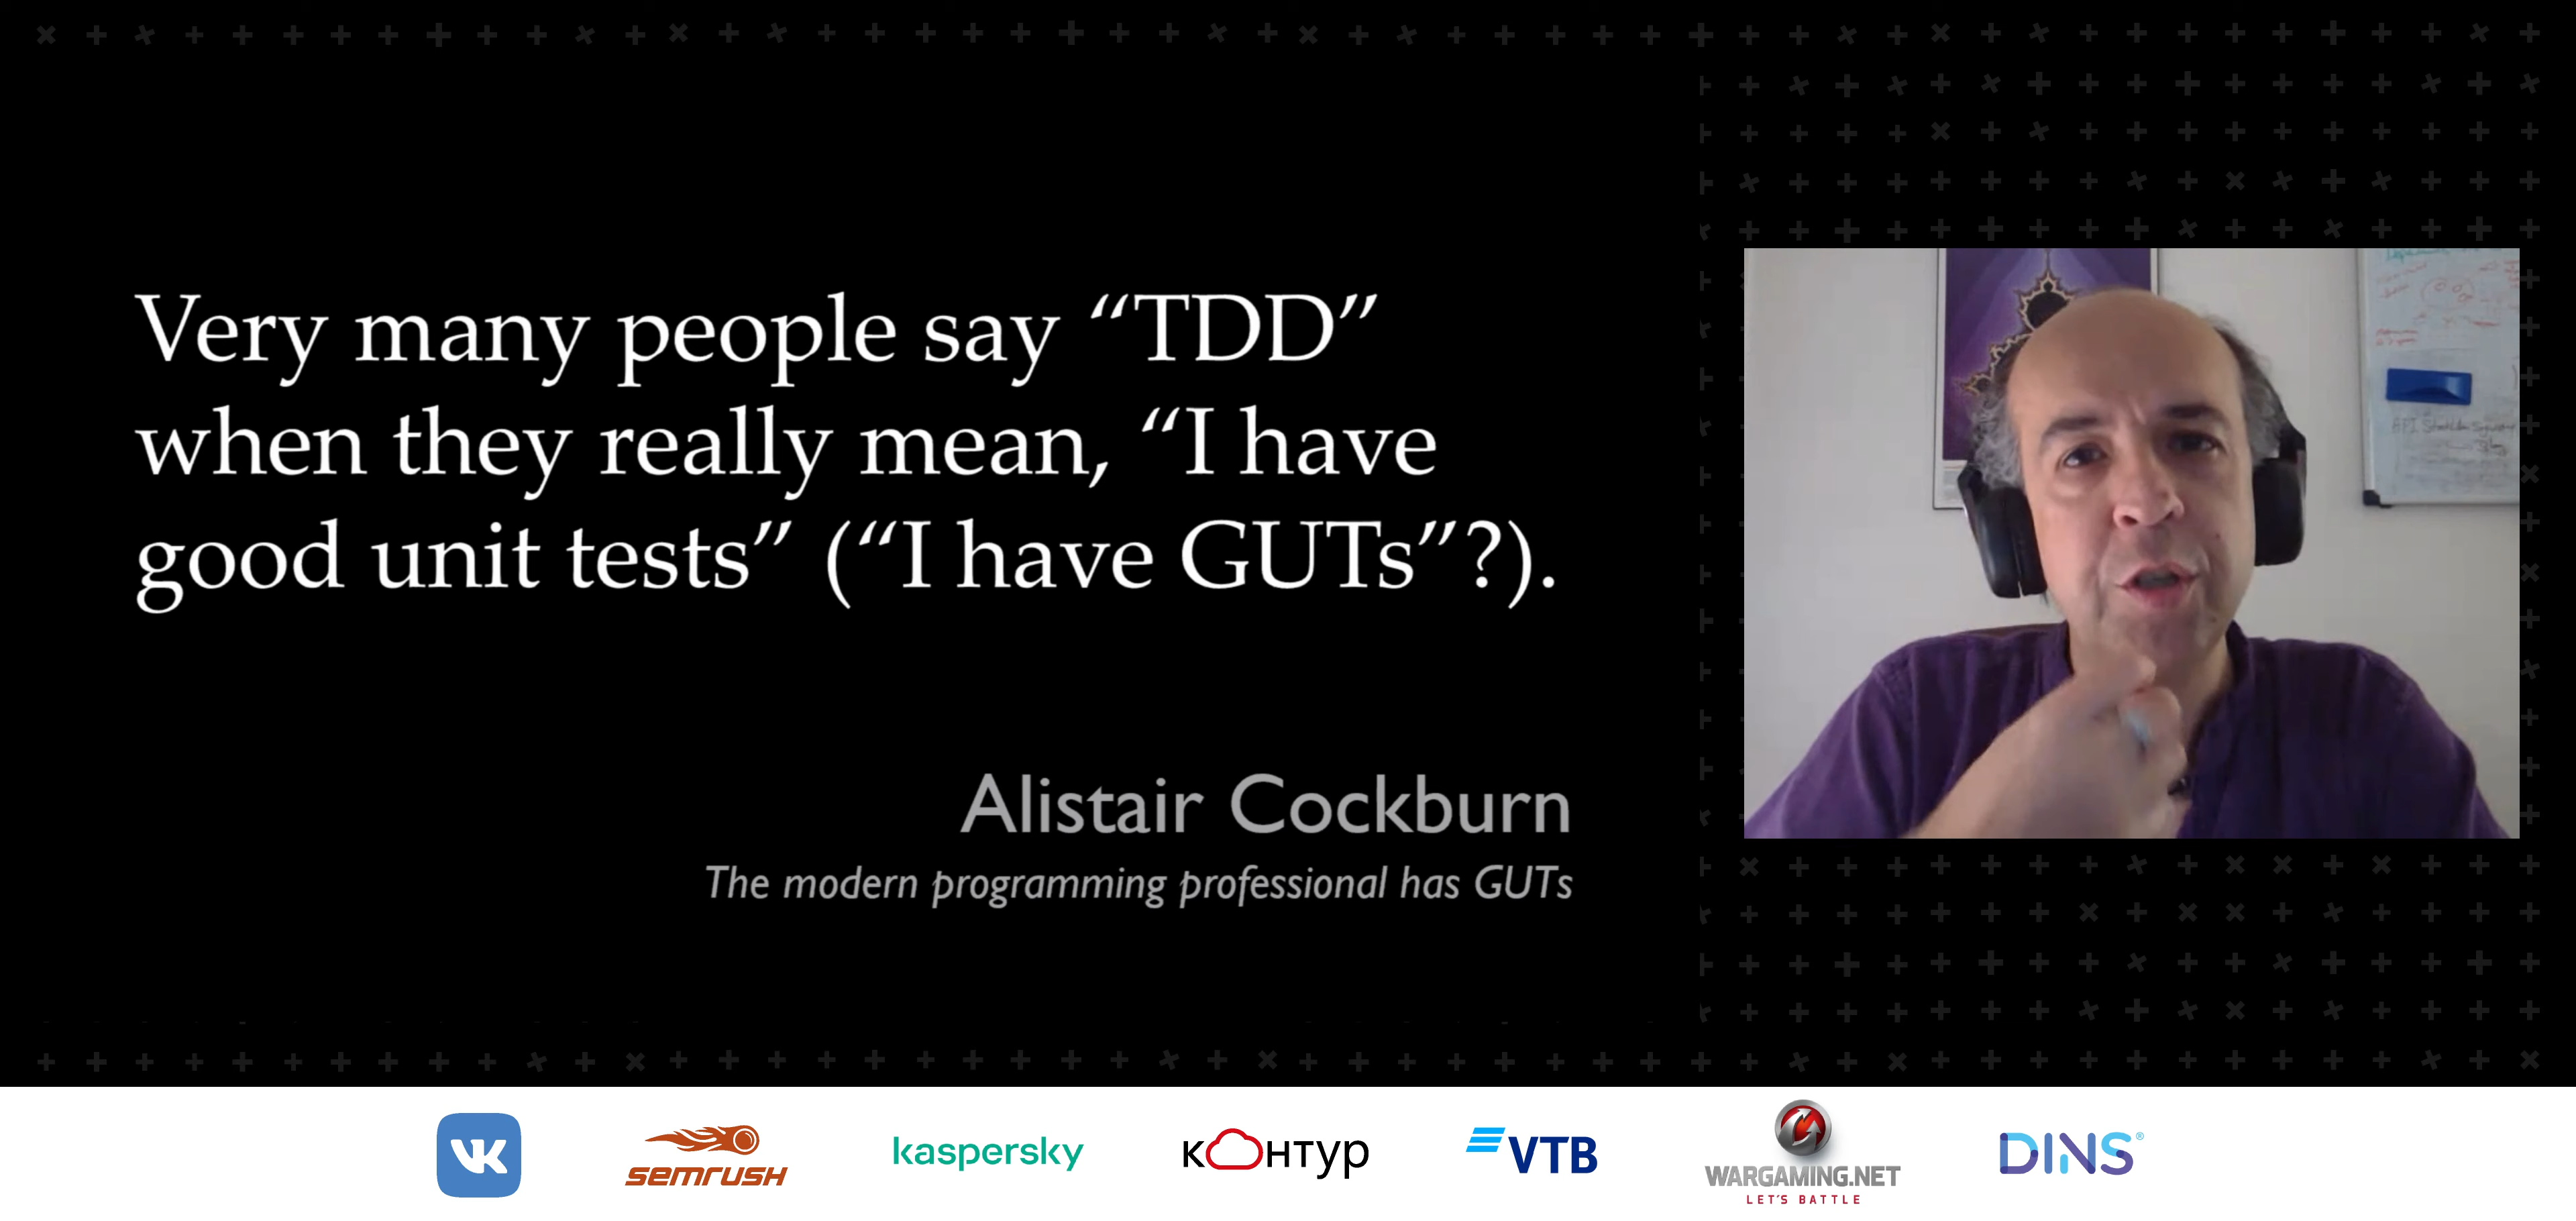 Very many people say “TDD”
when they really mean, “I have
good unit tests” (“I have GUTs”?).
Alistair Cockburn
The modern programming professional has GUTs
VK
SEMRUSH
kaspersky
контур
VTB
WARGAMING.NET
LET'S BATTLE
DINS®